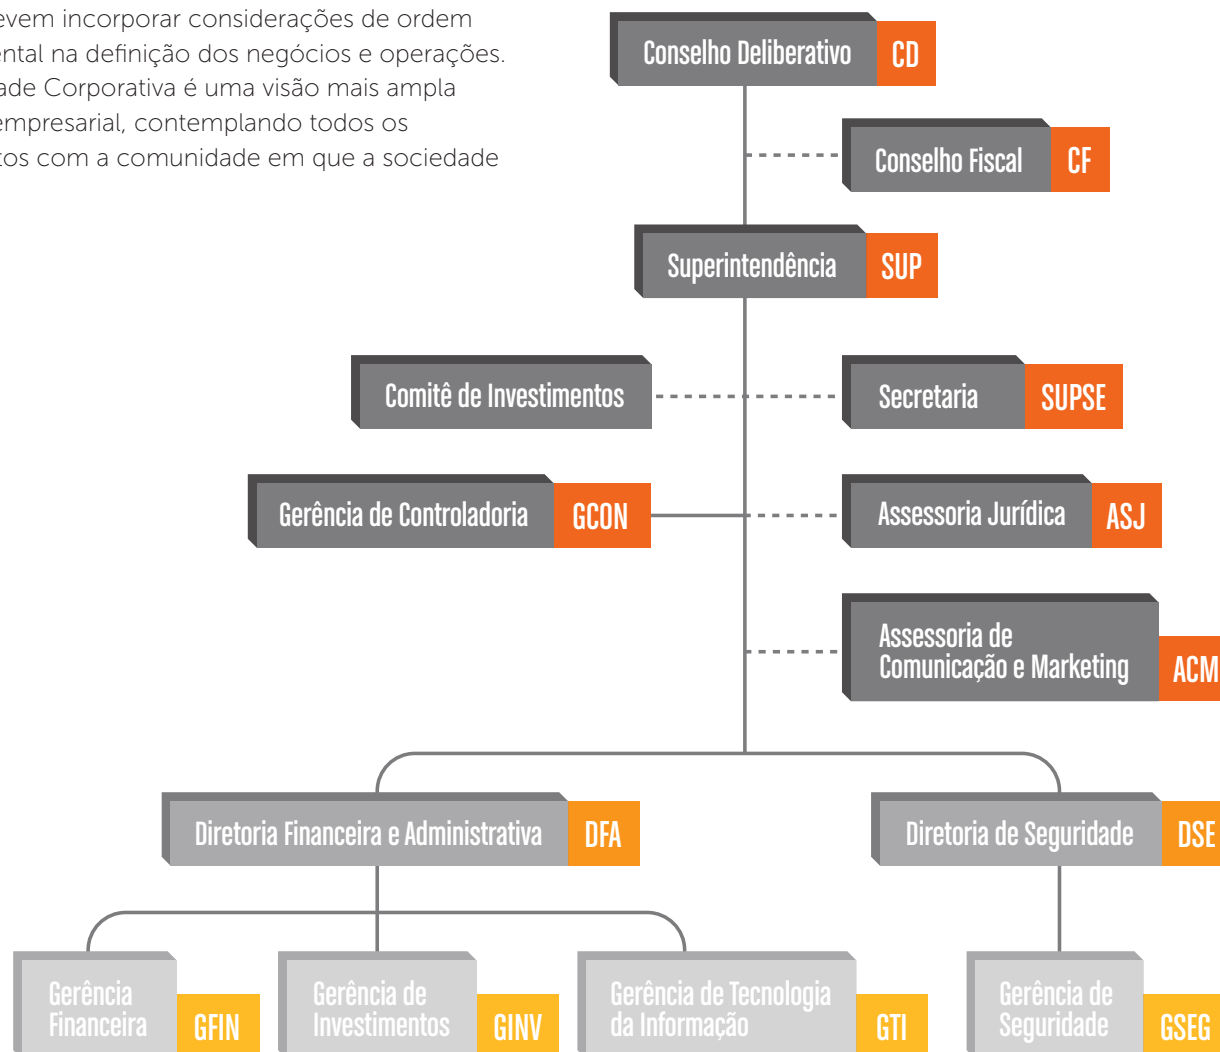 evem incorporar considerações de ordem
ental na definição dos negócios e operações.
ade Corporativa é uma visão mais ampla
empresarial, contemplando todos os
tos com a comunidade em que a sociedade
Conselho Deliberativo CD
Conselho Fiscal CF
Superintendência SUP
Comitê de Investimentos
Secretaria SUPSE
Gerência de Controladoria GCON
Assessoria Jurídica ASJ
Assessoria de
Comunicação e Marketing ACM
Diretoria Financeira e Administrativa DFA
Diretoria de Seguridade DSE
Gerência
Financeira GFIN
Gerência de
Investimentos GINV
Gerência de Tecnologia
da Informação GTI
Gerência de
Seguridade GSEG